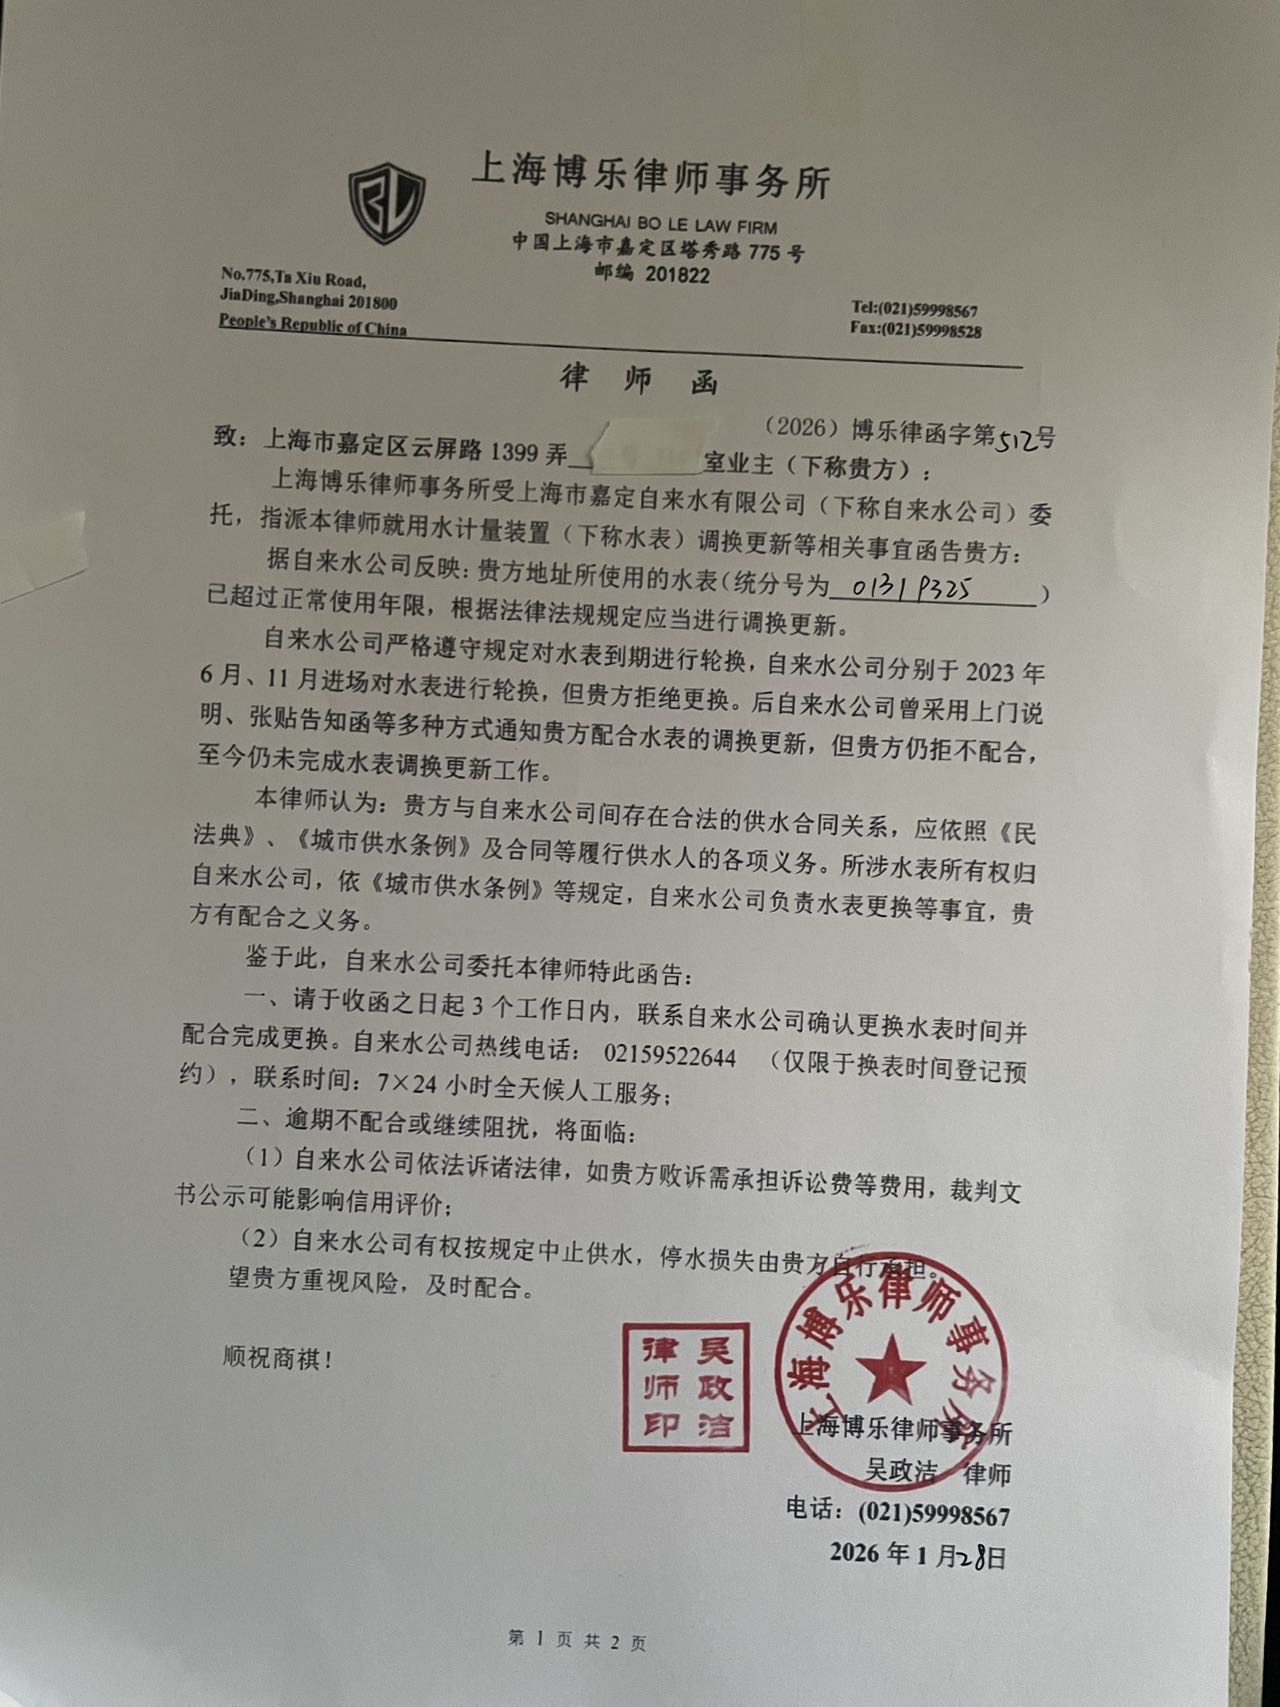 上海博乐律师事务所
SHANGHAI BO LE LAW FIRM
中国上海市嘉定区塔秀路 775 号
邮编 201822
No.775,Ta Xiu Road,
JiaDing,Shanghai 201800
People's Republic of China
Tel:(021)59998567
Fax:(021)59998528
律 师 函
（2026）博乐律函字第512号
致：上海市嘉定区云屏路 1399 弄 室业主（下称贵方）：
上海博乐律师事务所受上海市嘉定自来水有限公司（下称自来水公司）委
托，指派本律师就用水计量装置（下称水表）调换更新等相关事宜函告贵方：
据自来水公司反映：贵方地址所使用的水表（统分号为 0131P325 ）
已超过正常使用年限，根据法律法规规定应当进行调换更新。
自来水公司严格遵守规定对水表到期进行轮换，自来水公司分别于 2023 年
6 月、11 月进场对水表进行轮换，但贵方拒绝更换。后自来水公司曾采用上门说
明、张贴告知函等多种方式通知贵方配合水表的调换更新，但贵方仍拒不配合，
至今仍未完成水表调换更新工作。
本律师认为：贵方与自来水公司间存在合法的供水合同关系，应依照《民
法典》、《城市供水条例》及合同等履行供水人的各项义务。所涉水表所有权归
自来水公司，依《城市供水条例》等规定，自来水公司负责水表更换等事宜，贵
方有配合之义务。
鉴于此，自来水公司委托本律师特此函告：
一、请于收函之日起 3 个工作日内，联系自来水公司确认更换水表时间并
配合完成更换。自来水公司热线电话： 02159522644 （仅限于换表时间登记预
约），联系时间：7×24 小时全天候人工服务；
二、逾期不配合或继续阻扰，将面临：
（1）自来水公司依法诉诸法律，如贵方败诉需承担诉讼费等费用，裁判文
书公示可能影响信用评价；
（2）自来水公司有权按规定中止供水，停水损失由贵方自行承担。
望贵方重视风险，及时配合。
顺祝商祺！
吴政洁律师印
上海博乐律师事务所
上海博乐律师事务所
吴政洁 律师
电话：(021)59998567
2026 年 1 月28日
第 1 页 共 2 页